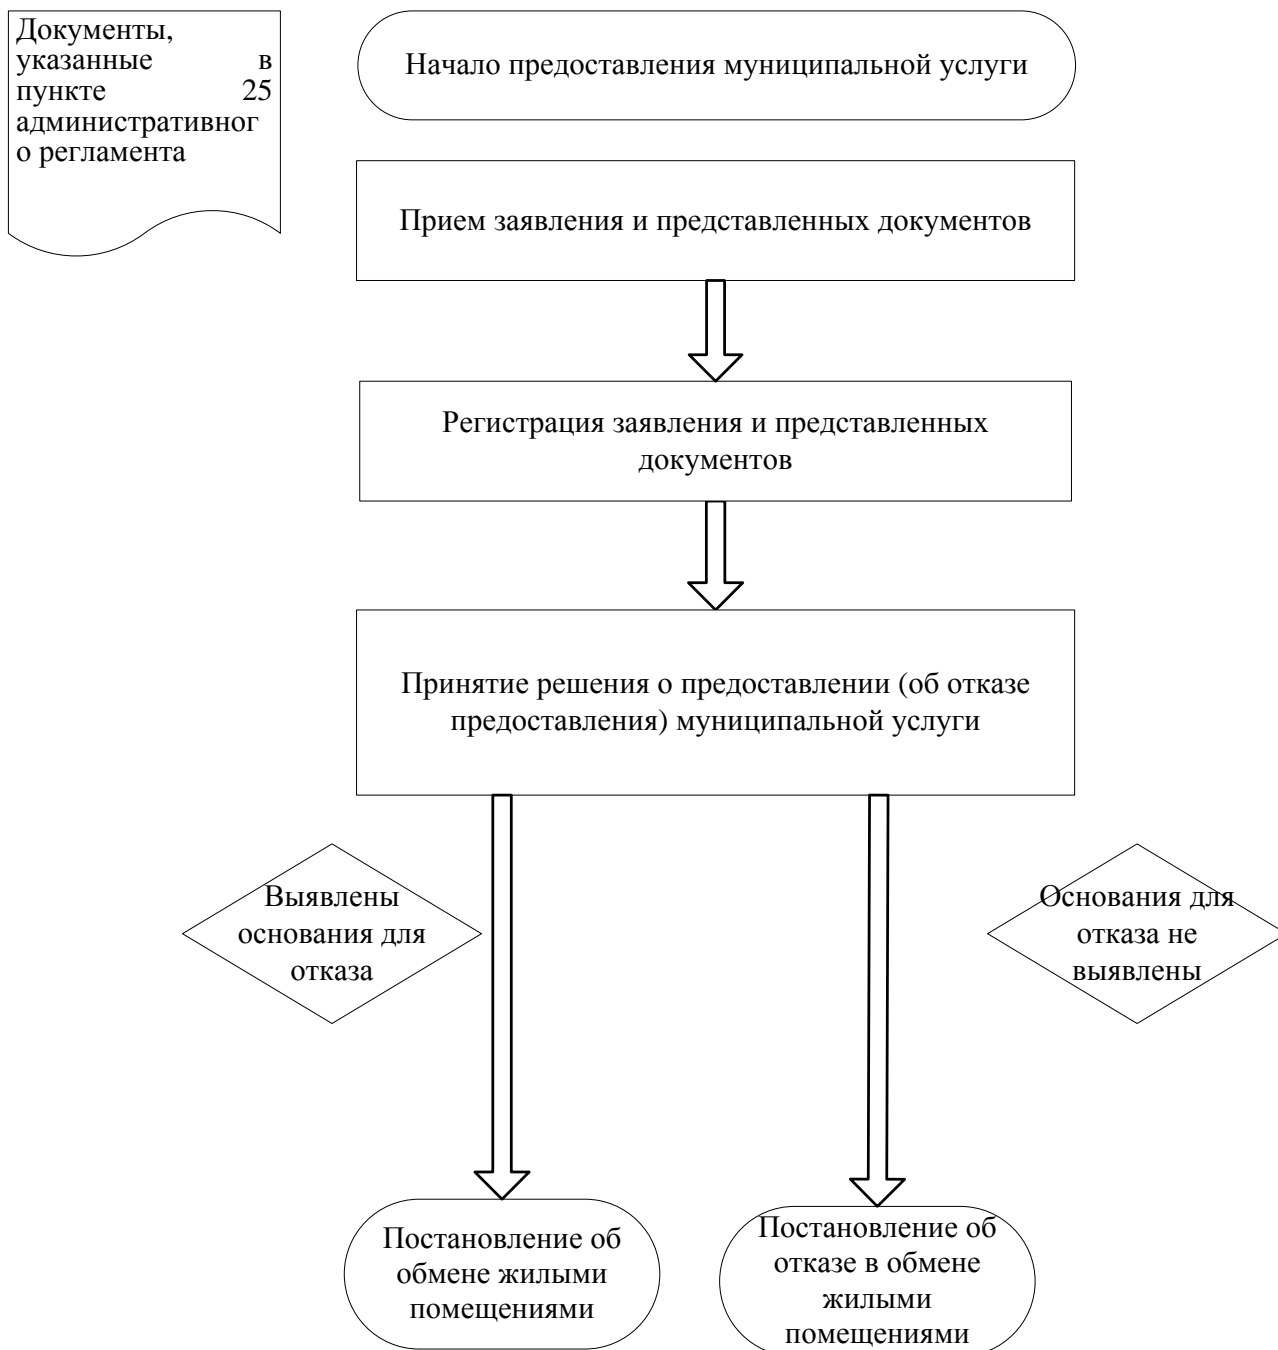 Документы,
указанные в
пункте 25
административног
о регламента
Начало предоставления муниципальной услуги
Прием заявления и представленных документов
Регистрация заявления и представленных
документов
Принятие решения о предоставлении (об отказе
предоставления) муниципальной услуги
Выявлены
основания для
отказа
Основания для
отказа не
выявлены
Постановление об
обмене жилыми
помещениями
Постановление об
отказе в обмене
жилыми
помещениями